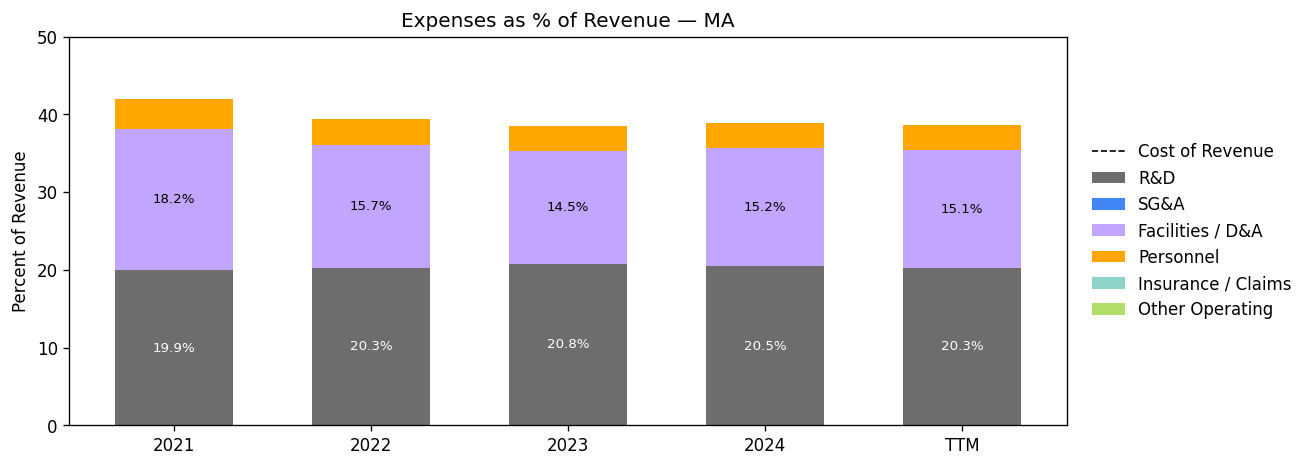 Expenses as % of Revenue — MA
Percent of Revenue
50
40
30
20
10
0
18.2%
15.7%
14.5%
15.2%
15.1%
19.9%
20.3%
20.8%
20.5%
20.3%
2021
2022
2023
2024
TTM
Cost of Revenue
R&D
SG&A
Facilities / D&A
Personnel
Insurance / Claims
Other Operating